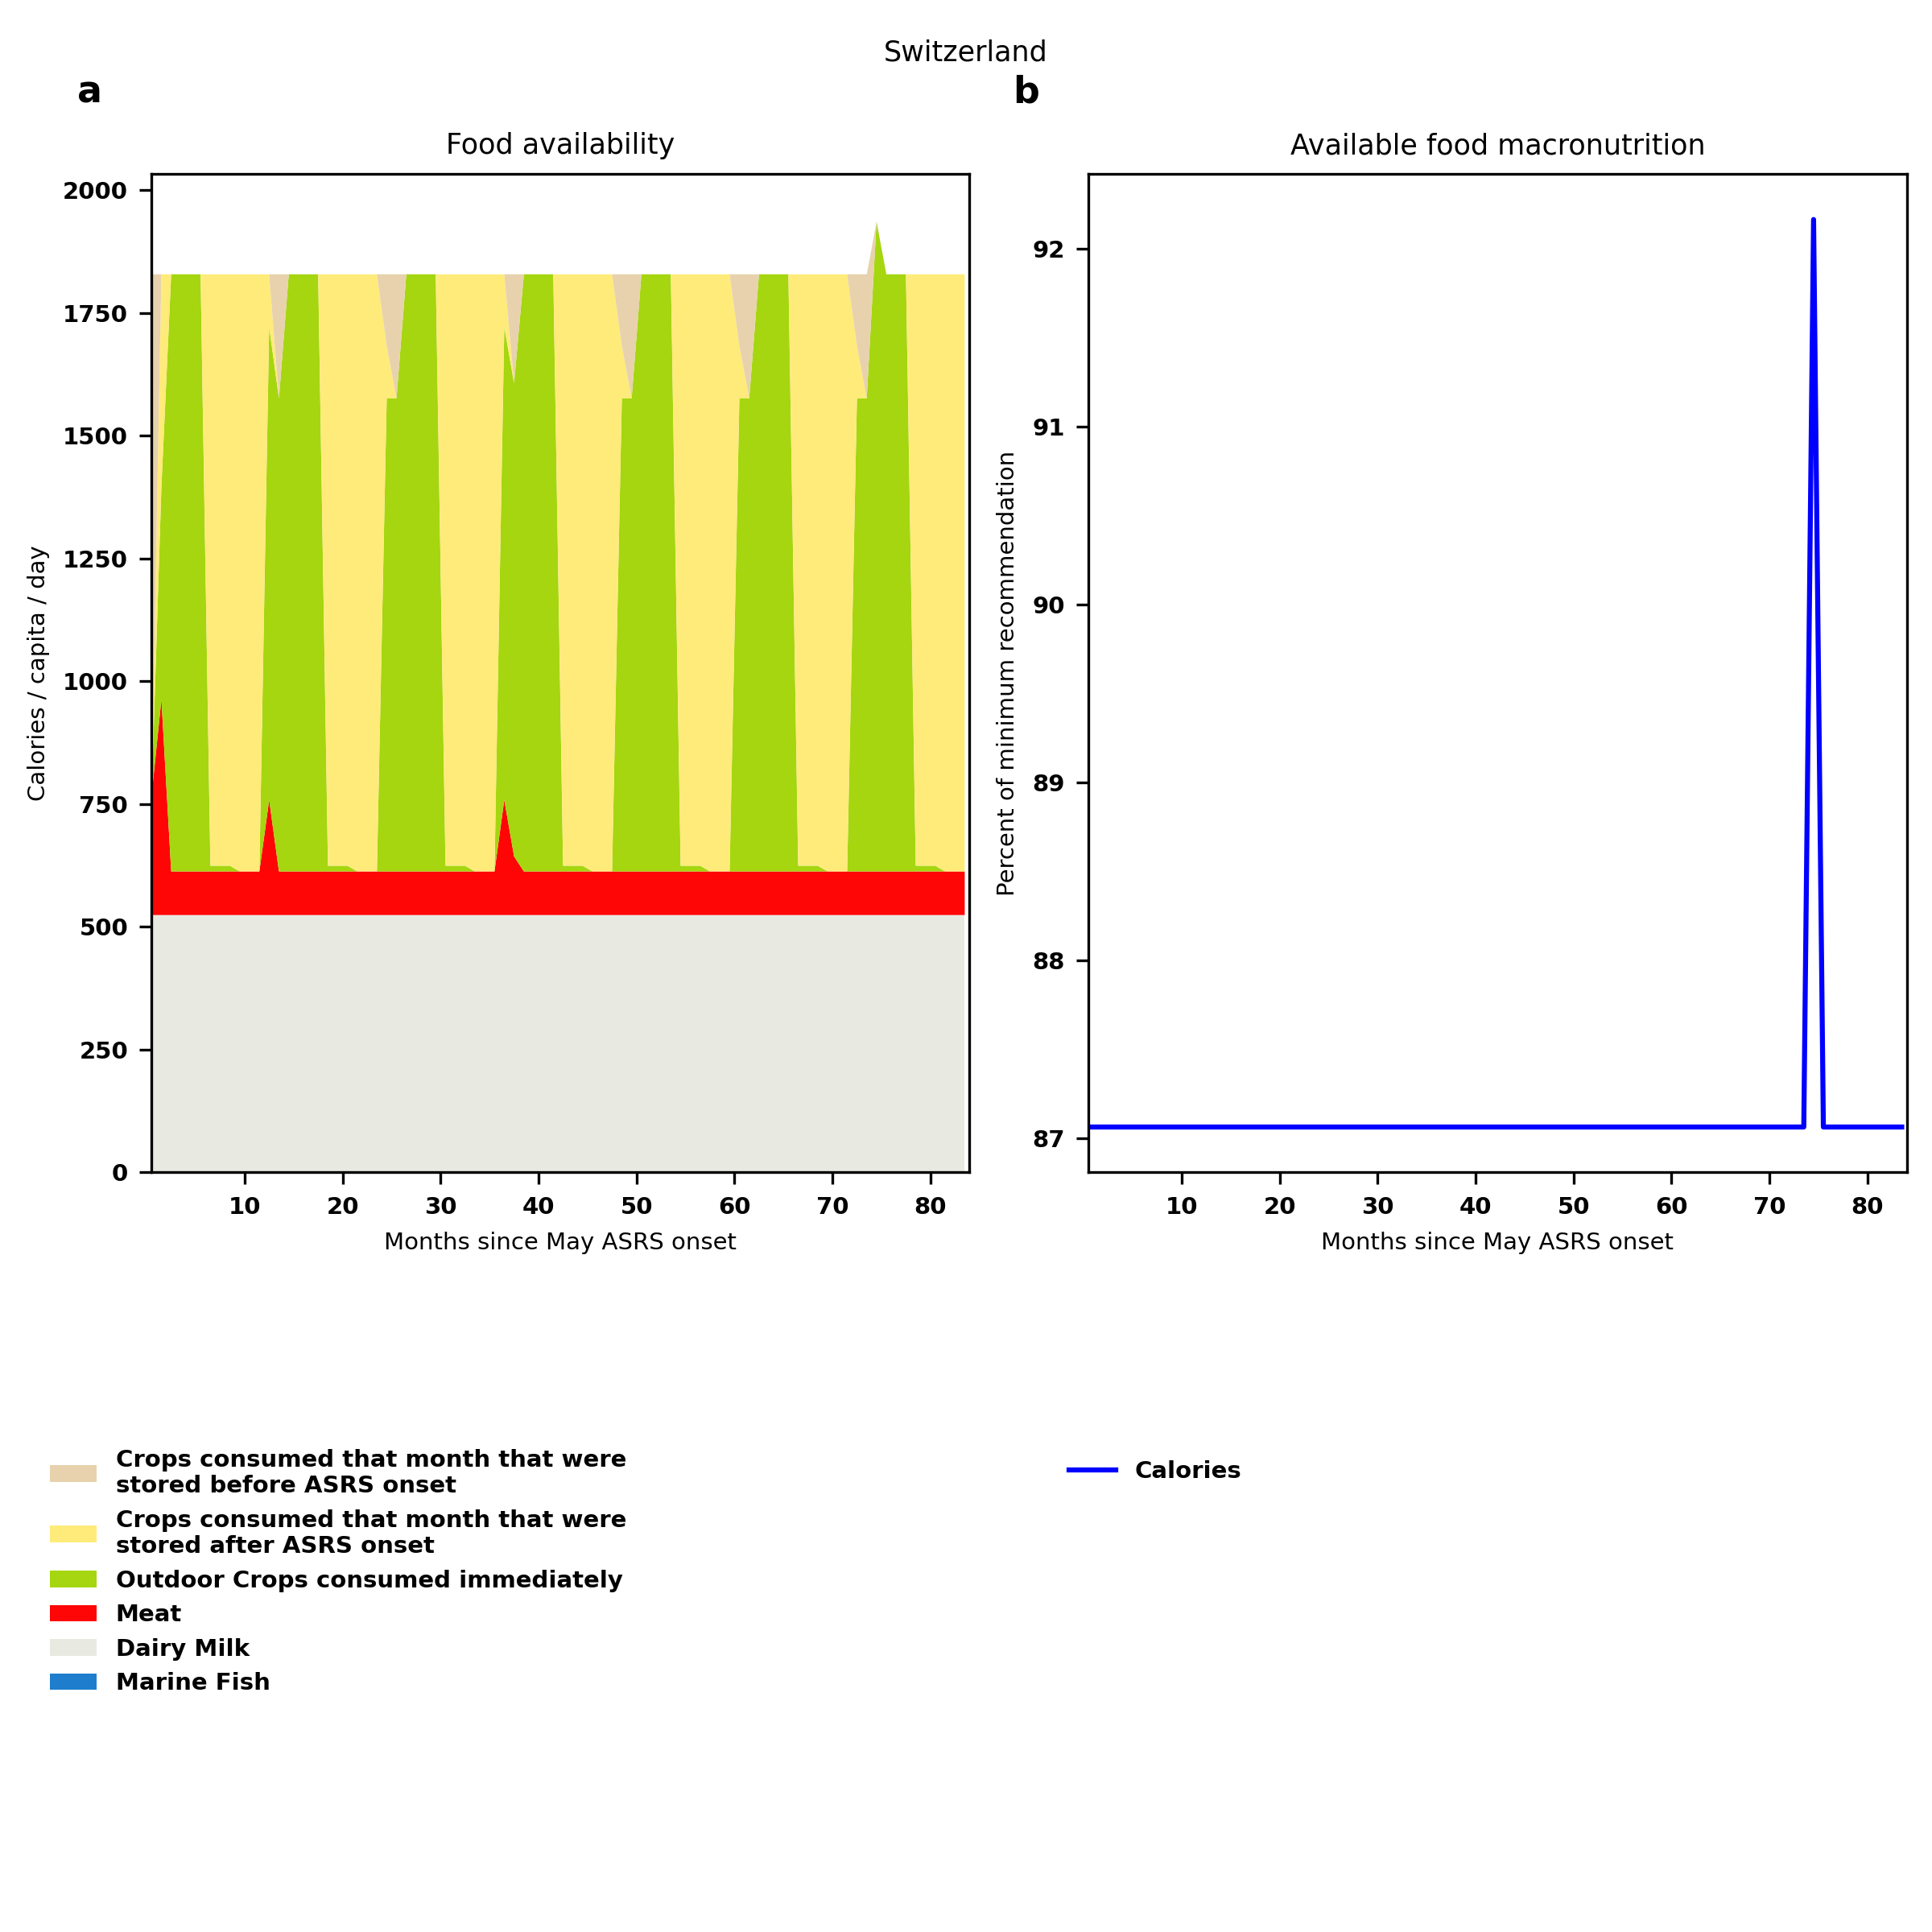 Switzerland
a
b
Food availability
Available food macronutrition
Calories / capita / day
2000
1750
1500
1250
1000
750
500
250
0
10 20 30 40 50 60 70 80
Months since May ASRS onset
Percent of minimum recommendation
92
91
90
89
88
87
10 20 30 40 50 60 70 80
Months since May ASRS onset
Crops consumed that month that were
stored before ASRS onset
Crops consumed that month that were
stored after ASRS onset
Outdoor Crops consumed immediately
Meat
Dairy Milk
Marine Fish
Calories